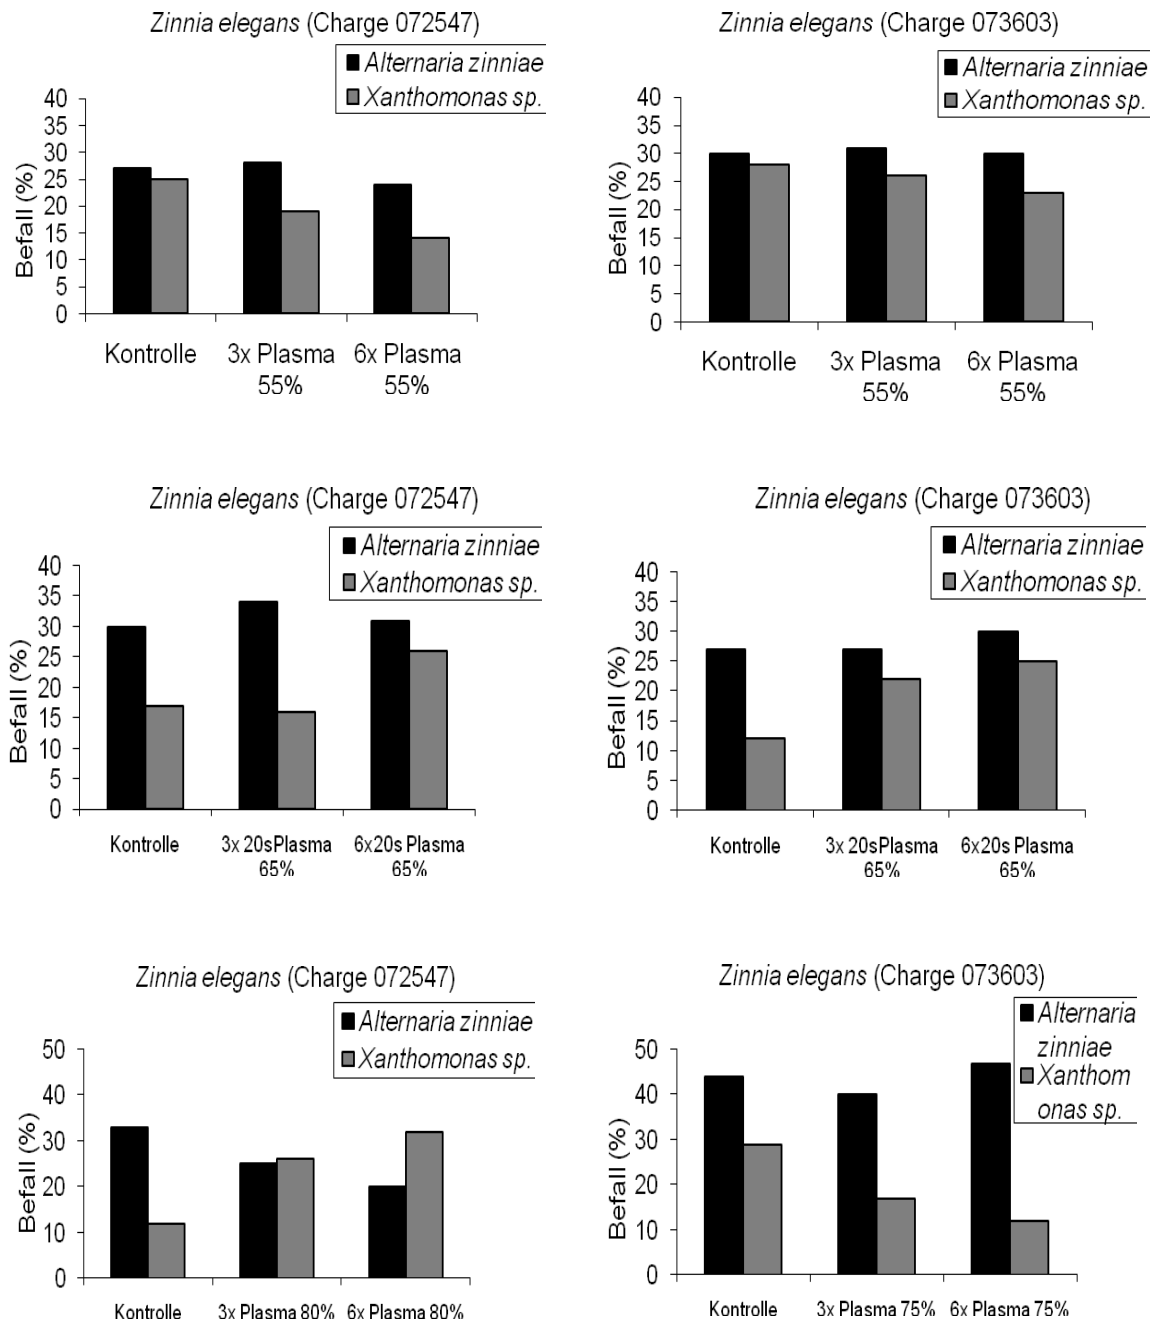 Zinnia elegans (Charge 072547)
Alternaria zinniae
Xanthomonas sp.
Befall (%)
40
35
30
25
20
15
10
5
0
Kontrolle
3x Plasma
55%
6x Plasma
55%
Zinnia elegans (Charge 073603)
Alternaria zinniae
Xanthomonas sp.
Befall (%)
40
35
30
25
20
15
10
5
0
Kontrolle
3x Plasma
55%
6x Plasma
55%
Zinnia elegans (Charge 072547)
Alternaria zinniae
Xanthomonas sp.
Befall (%)
40
35
30
25
20
15
10
5
0
Kontrolle
3x 20sPlasma
65%
6x20s Plasma
65%
Zinnia elegans (Charge 073603)
Alternaria zinniae
Xanthomonas sp.
Befall (%)
40
35
30
25
20
15
10
5
0
Kontrolle
3x 20sPlasma
65%
6x20s Plasma
65%
Zinnia elegans (Charge 072547)
Alternaria zinniae
Xanthomonas sp.
Befall (%)
50
40
30
20
10
0
Kontrolle
3x Plasma 80%
6x Plasma 80%
Zinnia elegans (Charge 073603)
Alternaria
zinniae
Xanthom
onas sp.
Befall (%)
50
40
30
20
10
0
Kontrolle
3x Plasma 75%
6x Plasma 75%